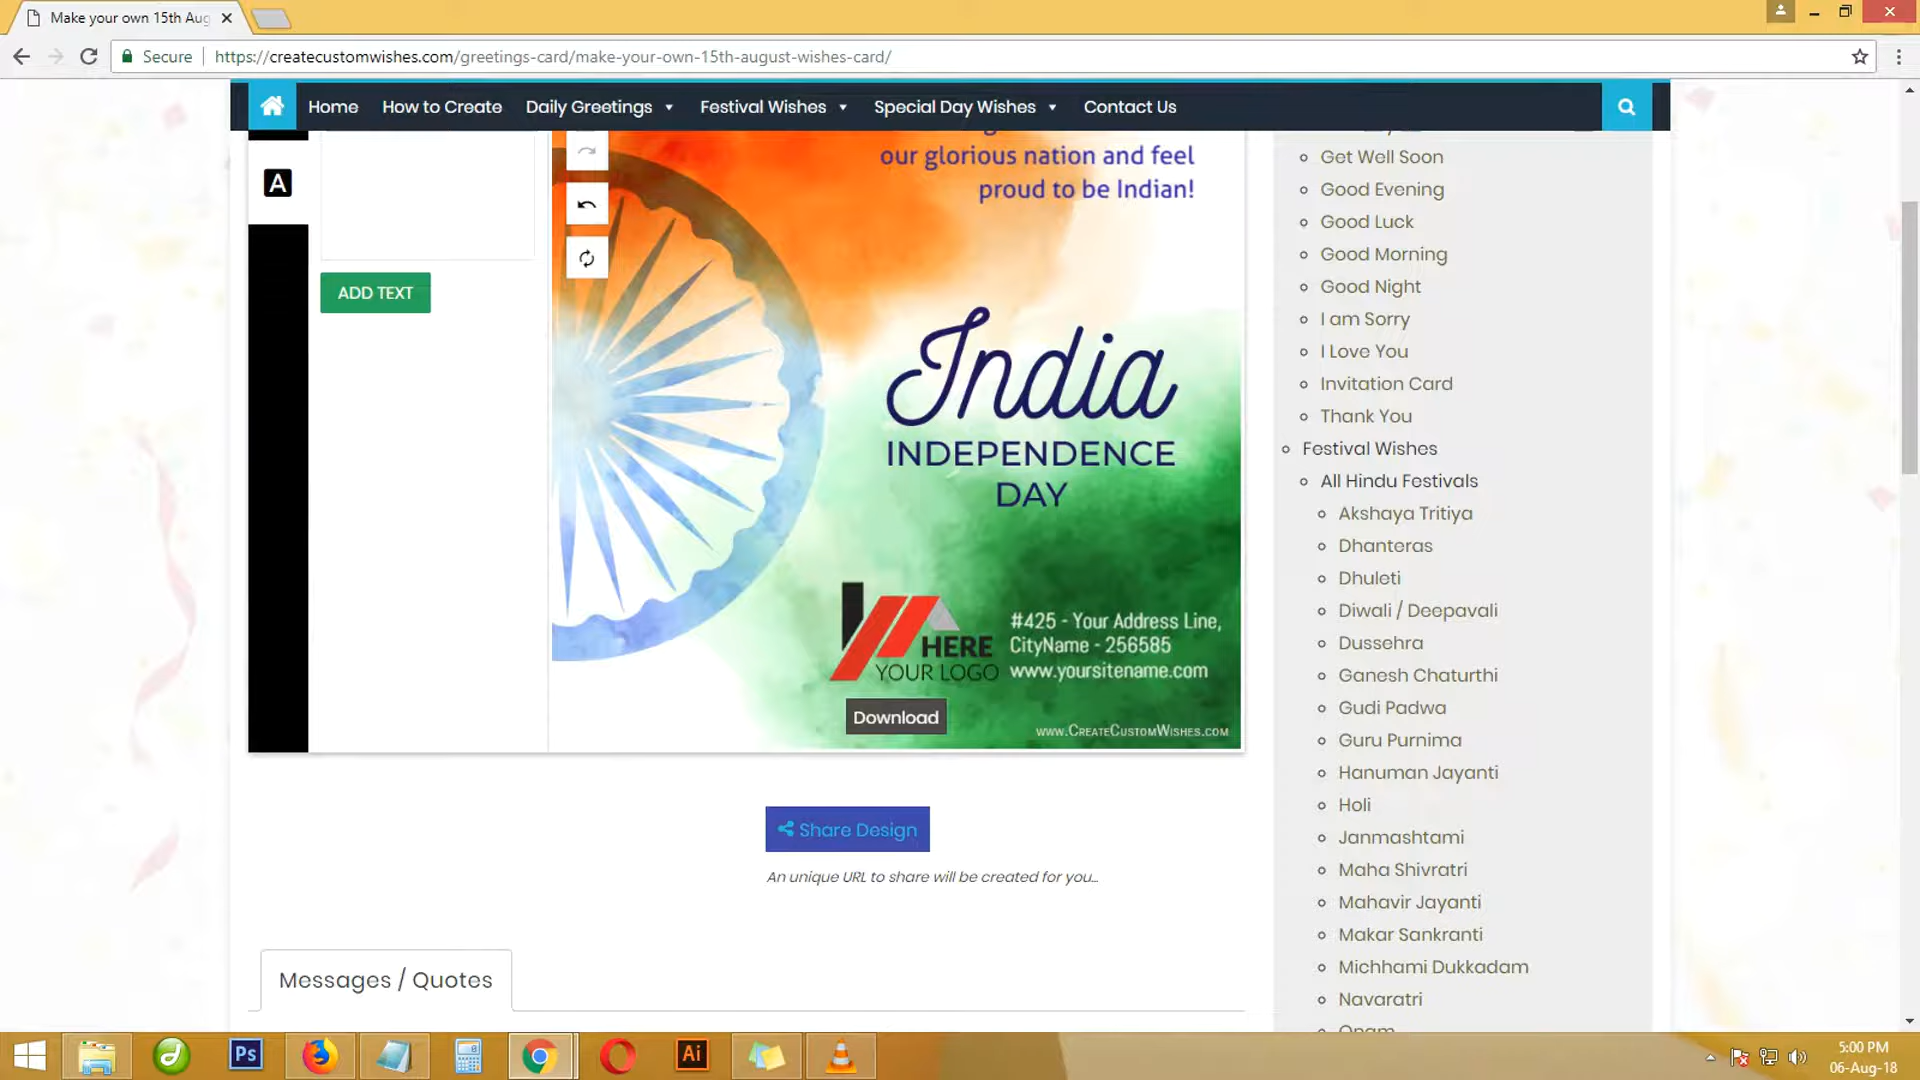 Make your own 15th Aug
Secure
https://createcustomwishes.com/greetings-card/make-your-own-15th-august-wishes-card/
Home
How to Create
Daily Greetings
Festival Wishes
Special Day Wishes
Contact Us
A
ADD TEXT
our glorious nation and feel
proud to be Indian!
India
INDEPENDENCE
DAY
HERE
YOUR LOGO
#425 - Your Address Line,
CityName - 256585
www.yoursitename.com
Download
www.CreateCustomWishes.com
Share Design
An unique URL to share will be created for you...
Messages / Quotes
Get Well Soon
Good Evening
Good Luck
Good Morning
Good Night
I am Sorry
I Love You
Invitation Card
Thank You
Festival Wishes
All Hindu Festivals
Akshaya Tritiya
Dhanteras
Dhuleti
Diwali / Deepavali
Dussehra
Ganesh Chaturthi
Gudi Padwa
Guru Purnima
Hanuman Jayanti
Holi
Janmashtami
Maha Shivratri
Mahavir Jayanti
Makar Sankranti
Michhami Dukkadam
Navaratri
Onam
Ps
Ai
5:00 PM
06-Aug-18